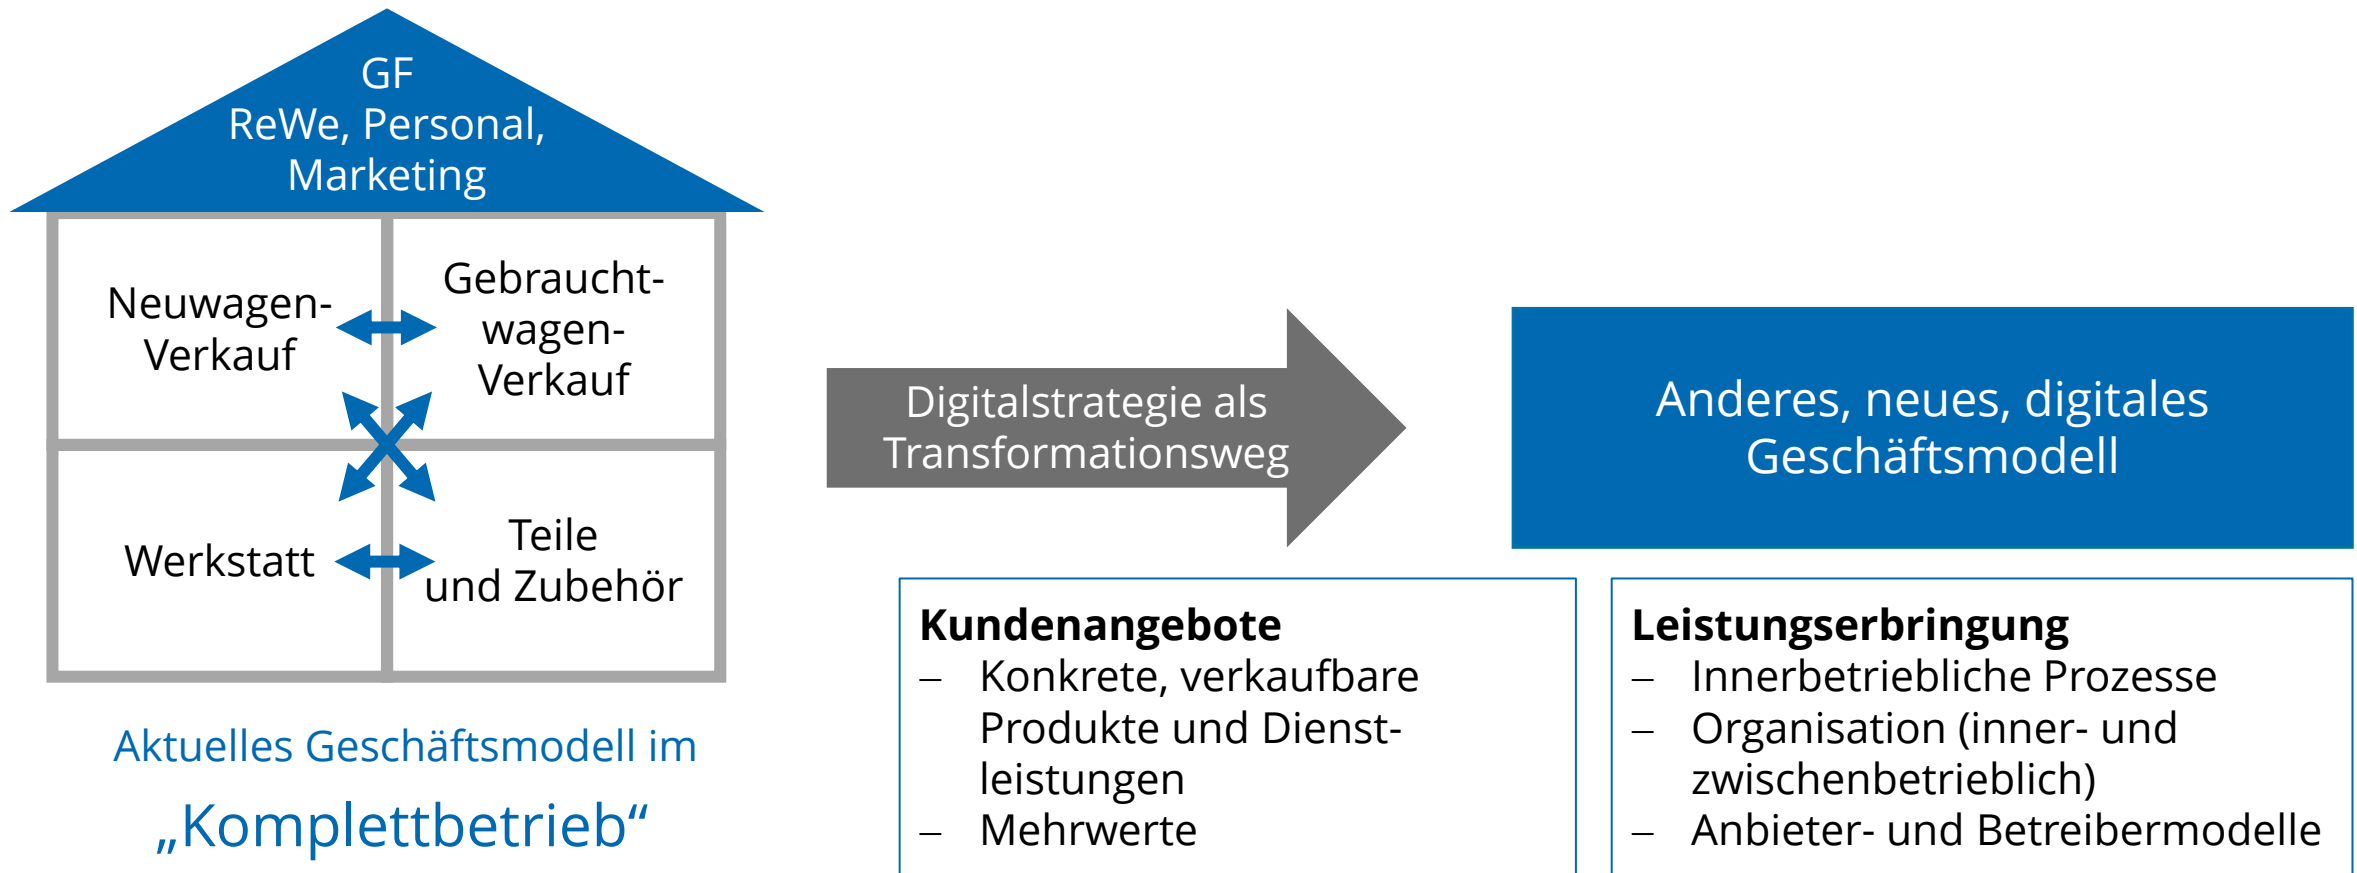 GF
ReWe, Personal,
Marketing
Neuwagen-
Verkauf
Gebraucht-
wagen-
Verkauf
Werkstatt
Teile
und Zubehör
Aktuelles Geschäftsmodell im
„Komplettbetrieb“
Digitalstrategie als
Transformationsweg
Anderes, neues, digitales
Geschäftsmodell
Kundenangebote
– Konkrete, verkaufbare
Produkte und Dienst-
leistungen
– Mehrwerte
Leistungserbringung
– Innerbetriebliche Prozesse
– Organisation (inner- und
zwischenbetrieblich)
– Anbieter- und Betreibermodelle